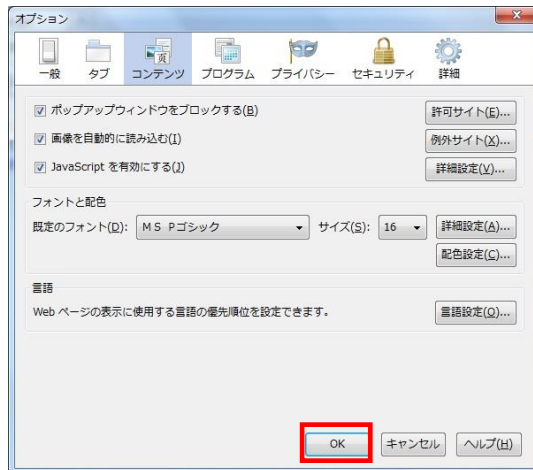 オプション
一般 タブ コンテンツ プログラム プライバシー セキュリティ 詳細
ポップアップウィンドウをブロックする(B) 許可サイト(E)...
画像を自動的に読み込む(I) 例外サイト(X)...
JavaScript を有効にする(J) 詳細設定(V)...
フォントと配色
既定のフォント(D): ＭＳ Ｐゴシック サイズ(S): 16 詳細設定(A)...
配色設定(C)...
言語
Web ページの表示に使用する言語の優先順位を設定できます。 言語設定(O)...
OK キャンセル ヘルプ(H)